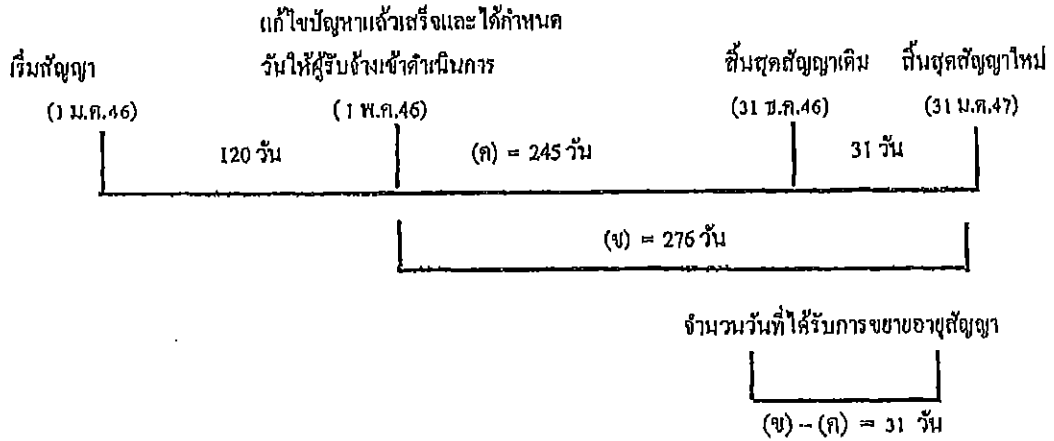 แก้ไขปัญหาแล้วเสร็จและได้กำหนด
เริ่มสัญญา วันให้ผู้รับจ้างเข้าดำเนินการ สิ้นสุดสัญญาเดิม สิ้นสุดสัญญาใหม่
(1 ม.ค.46) (1 พ.ค.46) (31 ธ.ค.46) (31 ม.ค.47)
120 วัน (ค) = 245 วัน 31 วัน
(ข) = 276 วัน
จำนวนวันที่ได้รับการขยายอายุสัญญา
(ข) - (ค) = 31 วัน